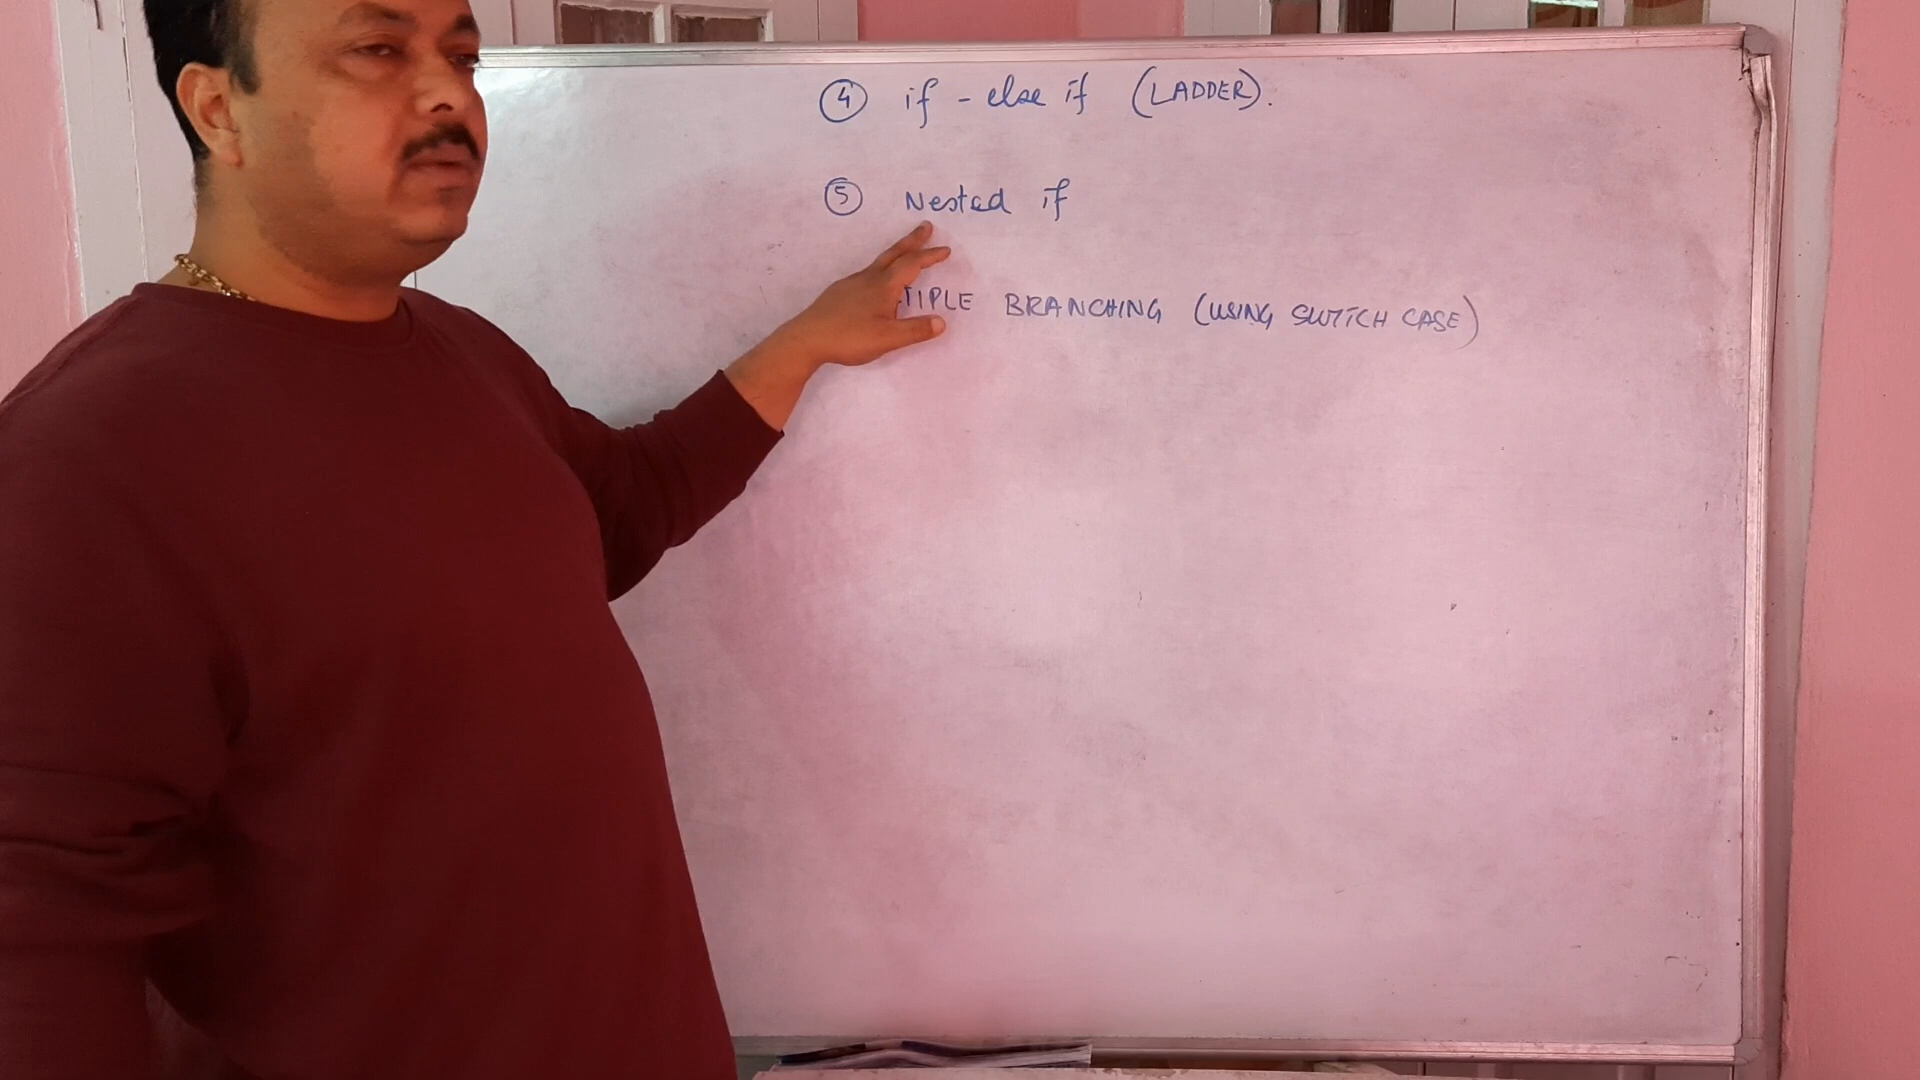 ④ if - else if (LADDER).
⑤ Nested if
TIPLE BRANCHING (USING SWITCH CASE)